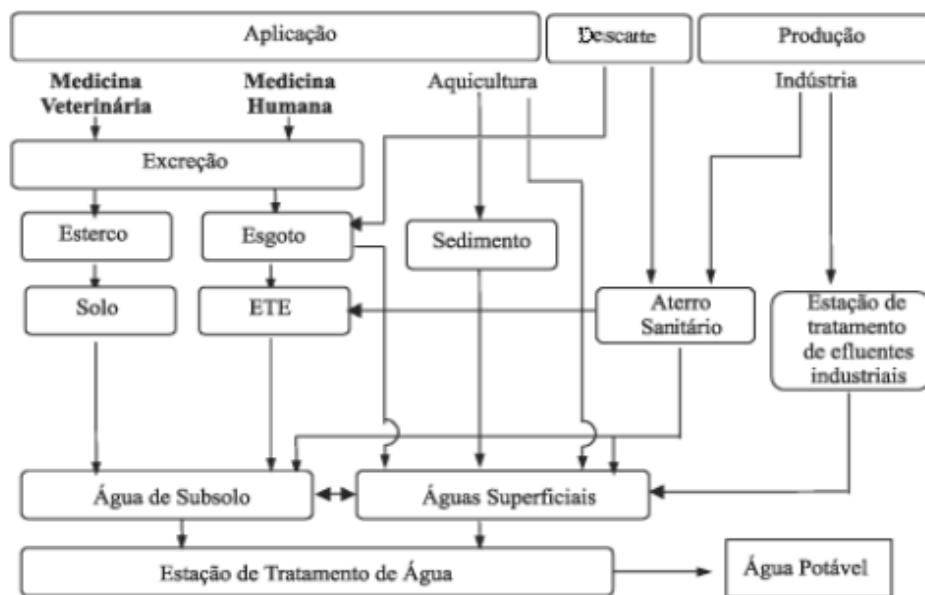 Aplicação
Descarte
Produção
Medicina
Veterinária
Medicina
Humana
Aquicultura
Indústria
Excreção
Esterco
Esgoto
Sedimento
Solo
ETE
Aterro
Sanitário
Estação de
tratamento
de efluentes
industriais
Água de Subsolo
Águas Superficiais
Estação de Tratamento de Água
Água Potável